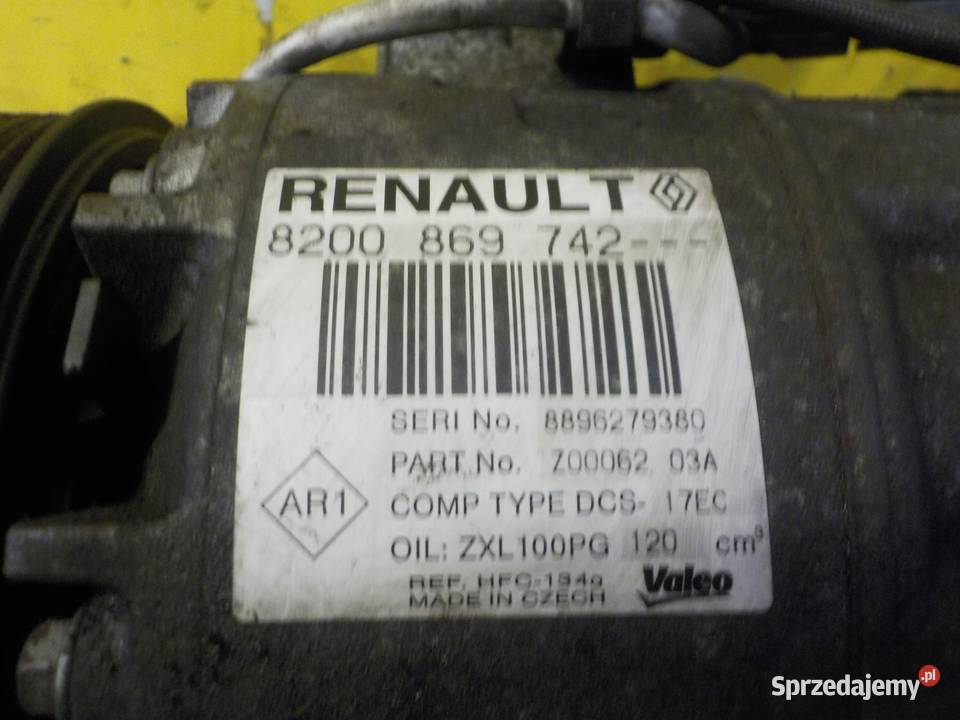 RENAULT
8200 869 742---
SERI No. 8896279380
PART.No. Z00062 03A
AR1
COMP TYPE DCS- 17EC
OIL: ZXL100PG 120 cm³
REF. HFC-134a
MADE IN CZECH
Valeo
Sprzedajemy.pl